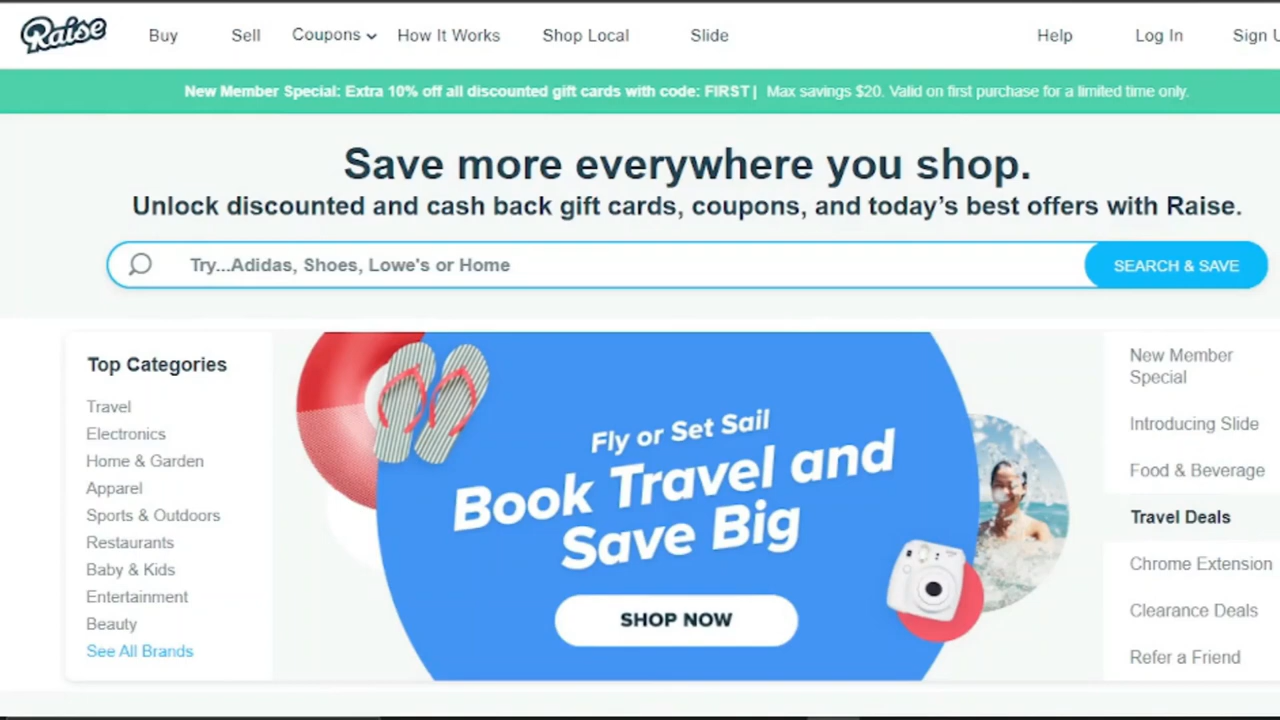 Raise Buy Sell Coupons How It Works Shop Local Slide Help Log In Sign
New Member Special: Extra 10% off all discounted gift cards with code: FIRST | Max savings $20. Valid on first purchase for a limited time only.
Save more everywhere you shop.
Unlock discounted and cash back gift cards, coupons, and today's best offers with Raise.
Try...Adidas, Shoes, Lowe's or Home SEARCH & SAVE
Top Categories
Travel
Electronics
Home & Garden
Apparel
Sports & Outdoors
Restaurants
Baby & Kids
Entertainment
Beauty
See All Brands
Fly or Set Sail
Book Travel and
Save Big
SHOP NOW
New Member
Special
Introducing Slide
Food & Beverage
Travel Deals
Chrome Extension
Clearance Deals
Refer a Friend